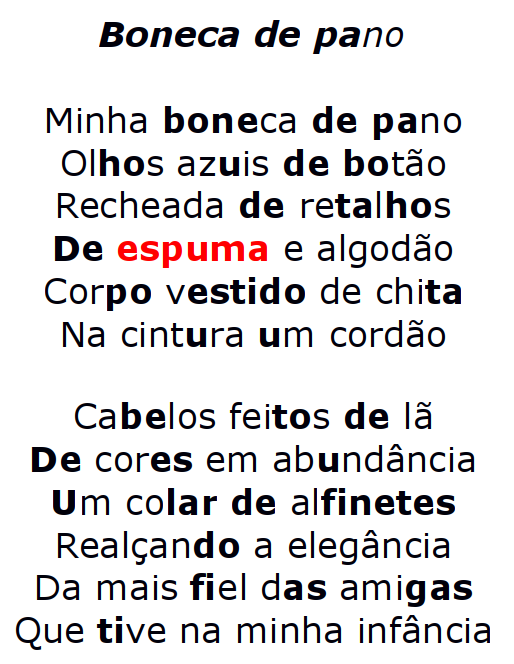 Boneca de pano
Minha boneca de pano
Olhos azuis de botão
Recheada de retalhos
De espuma e algodão
Corpo vestido de chita
Na cintura um cordão
Cabelos feitos de lã
De cores em abundância
Um colar de alfinetes
Realçando a elegância
Da mais fiel das amigas
Que tive na minha infância